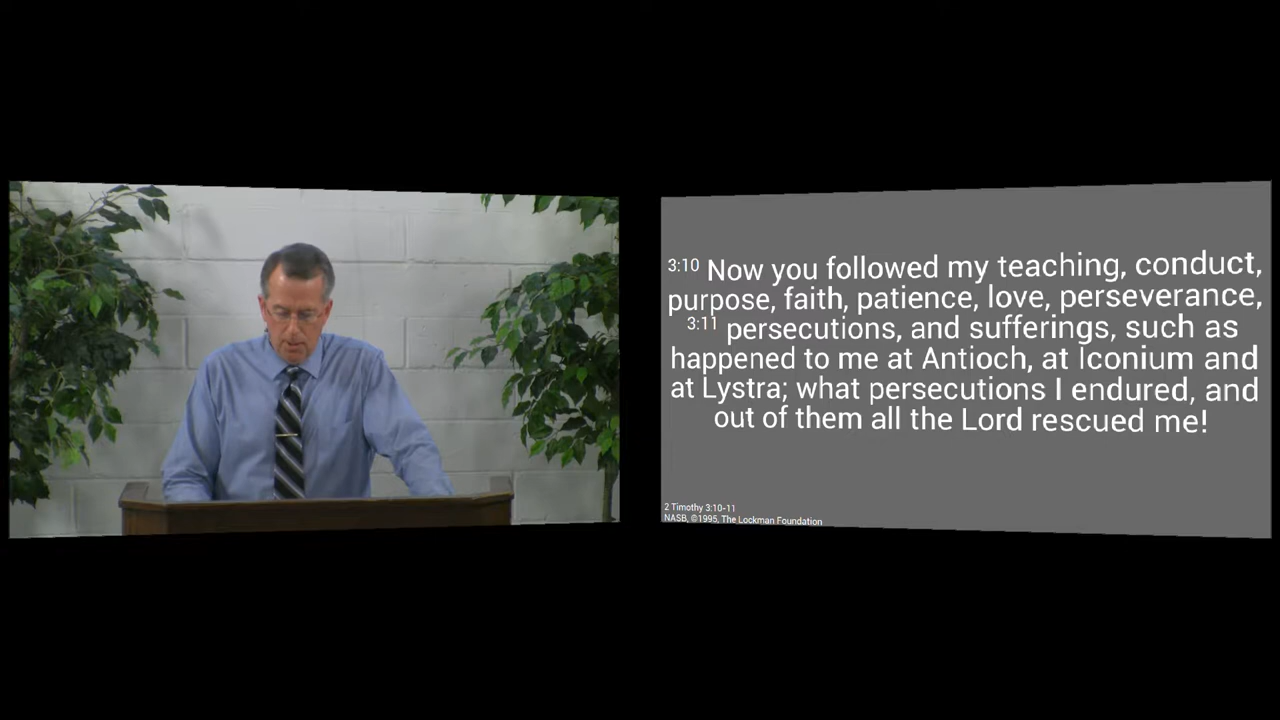 3:10 Now you followed my teaching, conduct,
purpose, faith, patience, love, perseverance,
3:11 persecutions, and sufferings, such as
happened to me at Antioch, at Iconium and
at Lystra; what persecutions I endured, and
out of them all the Lord rescued me!
2 Timothy 3:10-11
NASB, ©1995, The Lockman Foundation